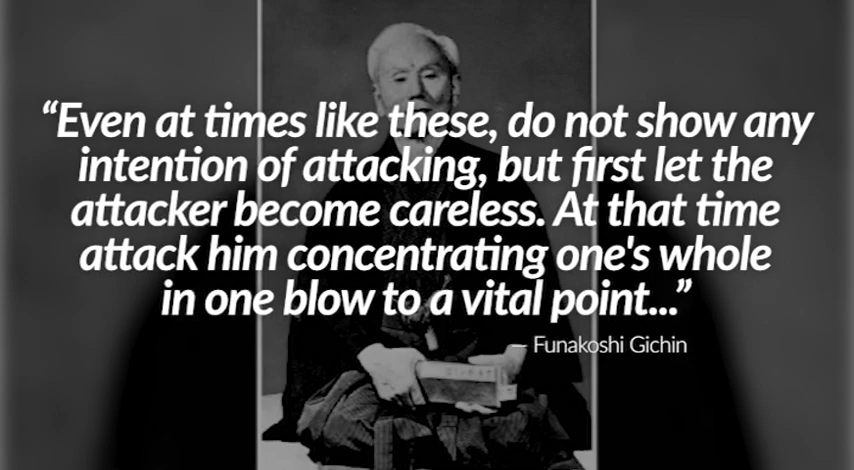 “Even at times like these, do not show any
intention of attacking, but first let the
attacker become careless. At that time
attack him concentrating one's whole
in one blow to a vital point...”
— Funakoshi Gichin